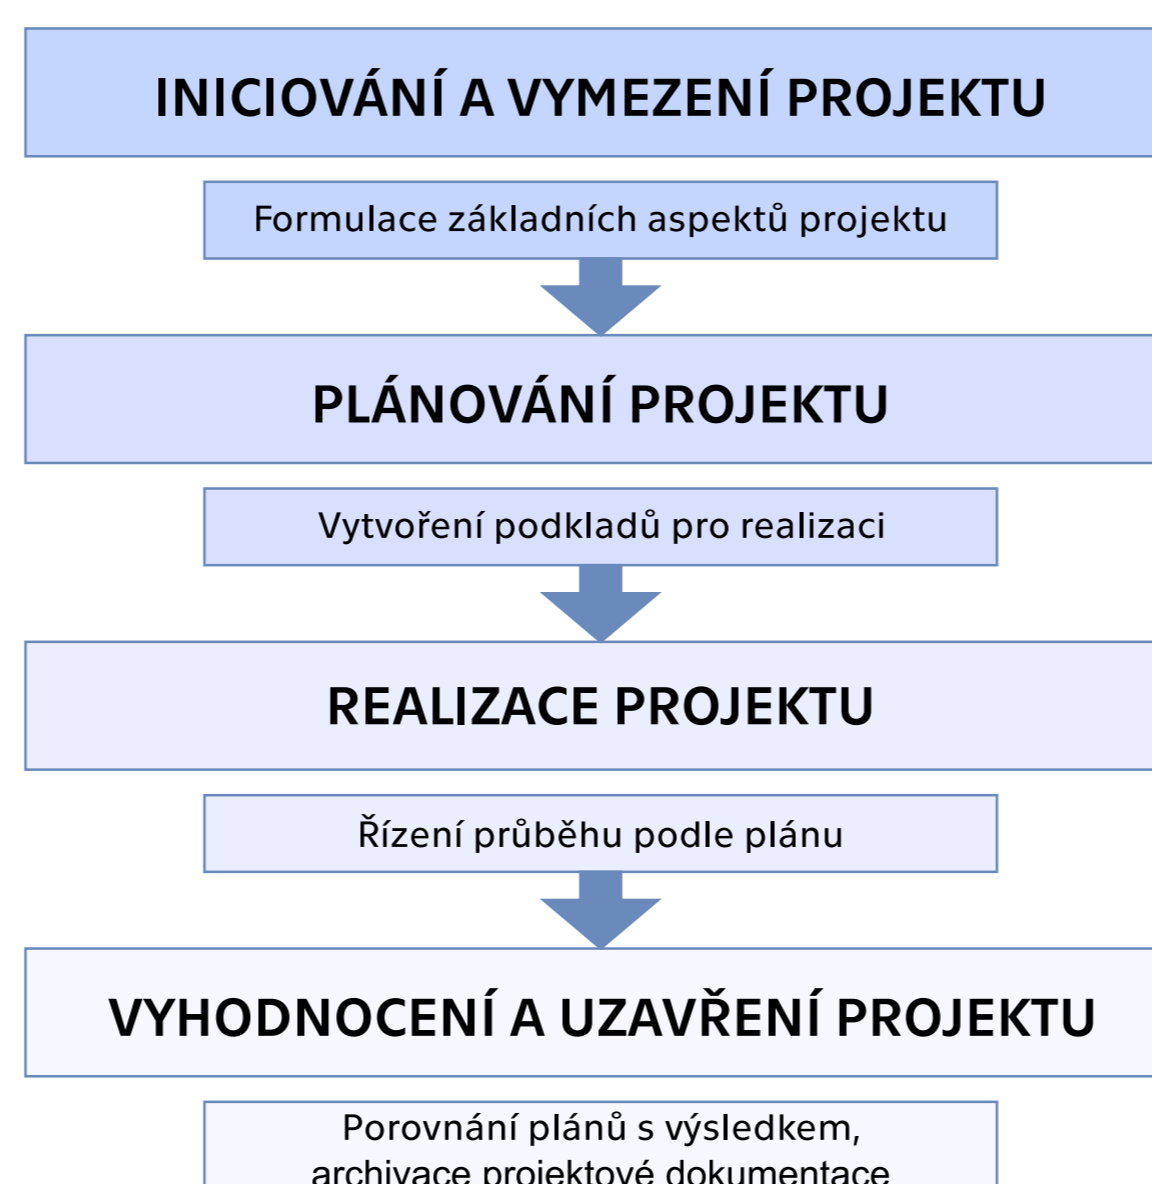 INICIOVÁNÍ A VYMEZENÍ PROJEKTU
Formulace základních aspektů projektu
PLÁNOVÁNÍ PROJEKTU
Vytvoření podkladů pro realizaci
REALIZACE PROJEKTU
Řízení průběhu podle plánu
VYHODNOCENÍ A UZAVŘENÍ PROJEKTU
Porovnání plánů s výsledkem,
archivace projektové dokumentace